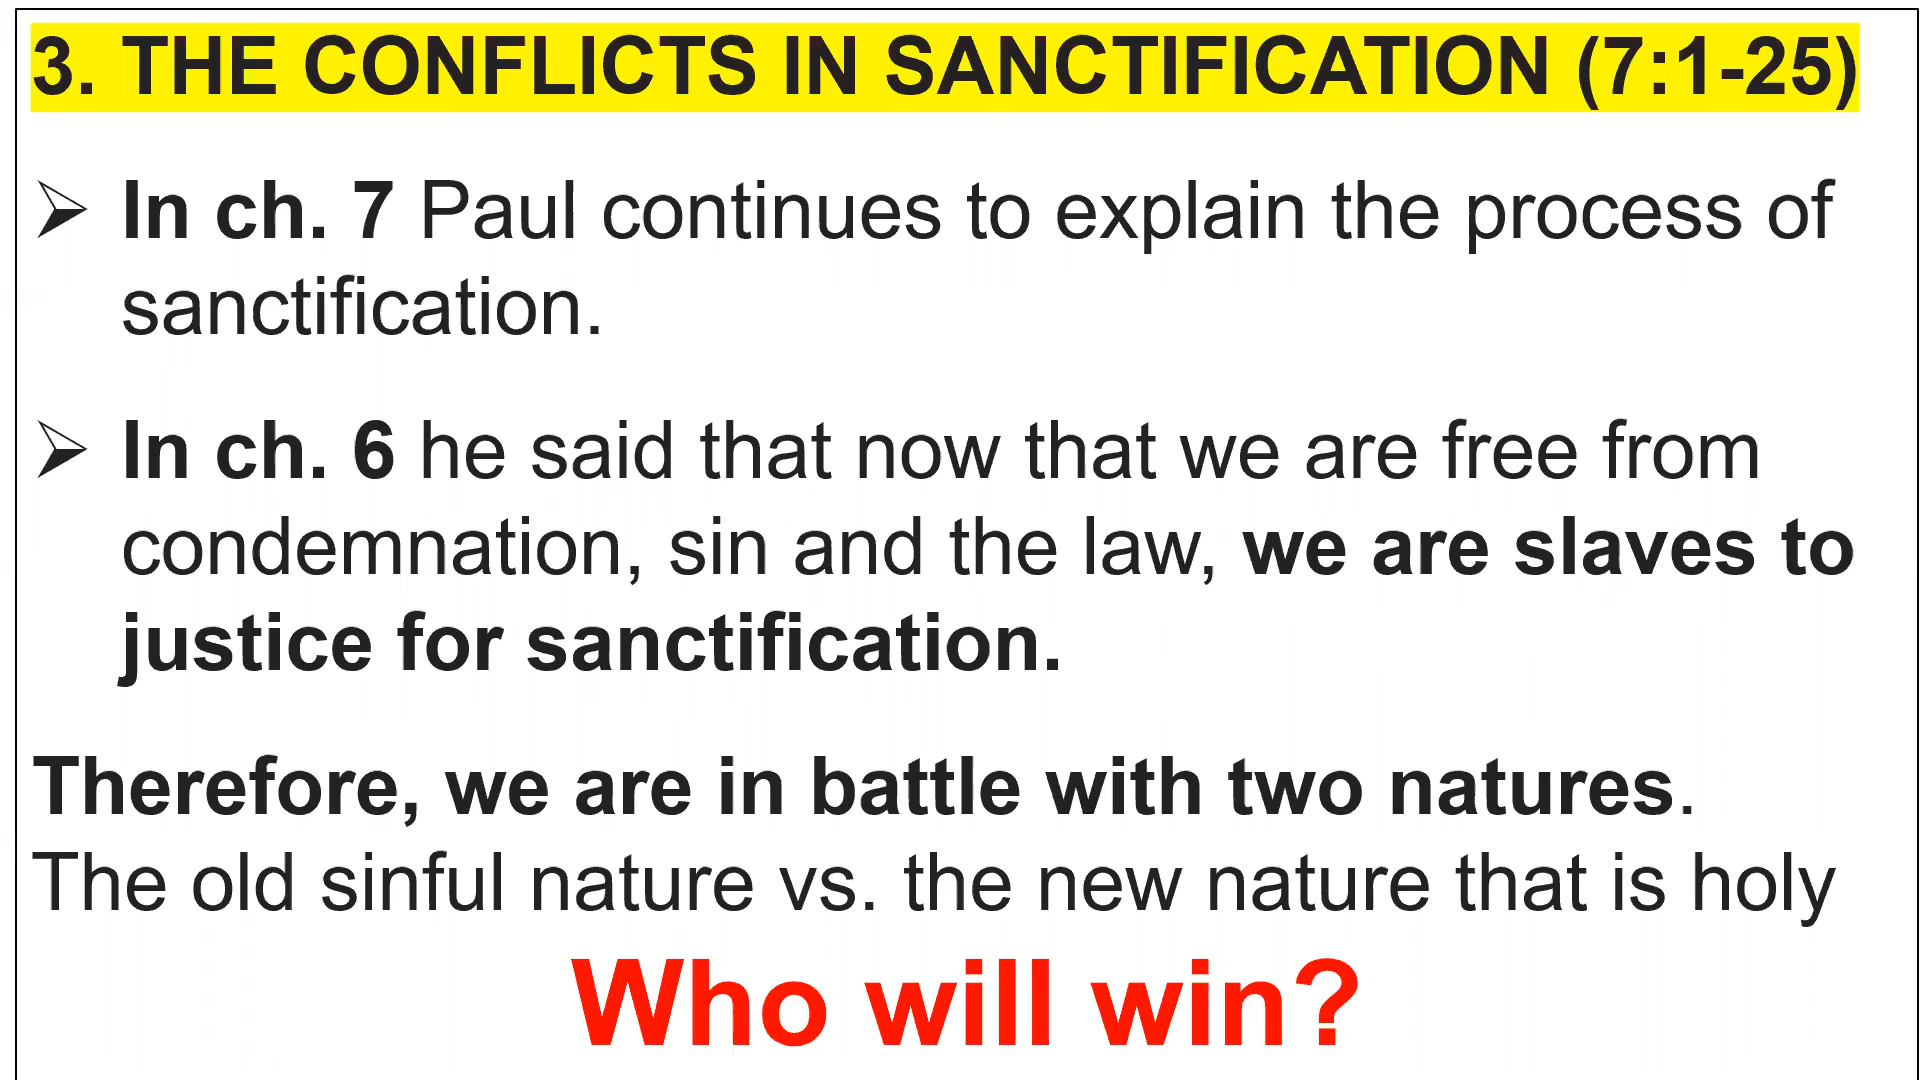 3. THE CONFLICTS IN SANCTIFICATION (7:1-25)
➢ In ch. 7 Paul continues to explain the process of
sanctification.
➢ In ch. 6 he said that now that we are free from
condemnation, sin and the law, we are slaves to
justice for sanctification.
Therefore, we are in battle with two natures.
The old sinful nature vs. the new nature that is holy
Who will win?